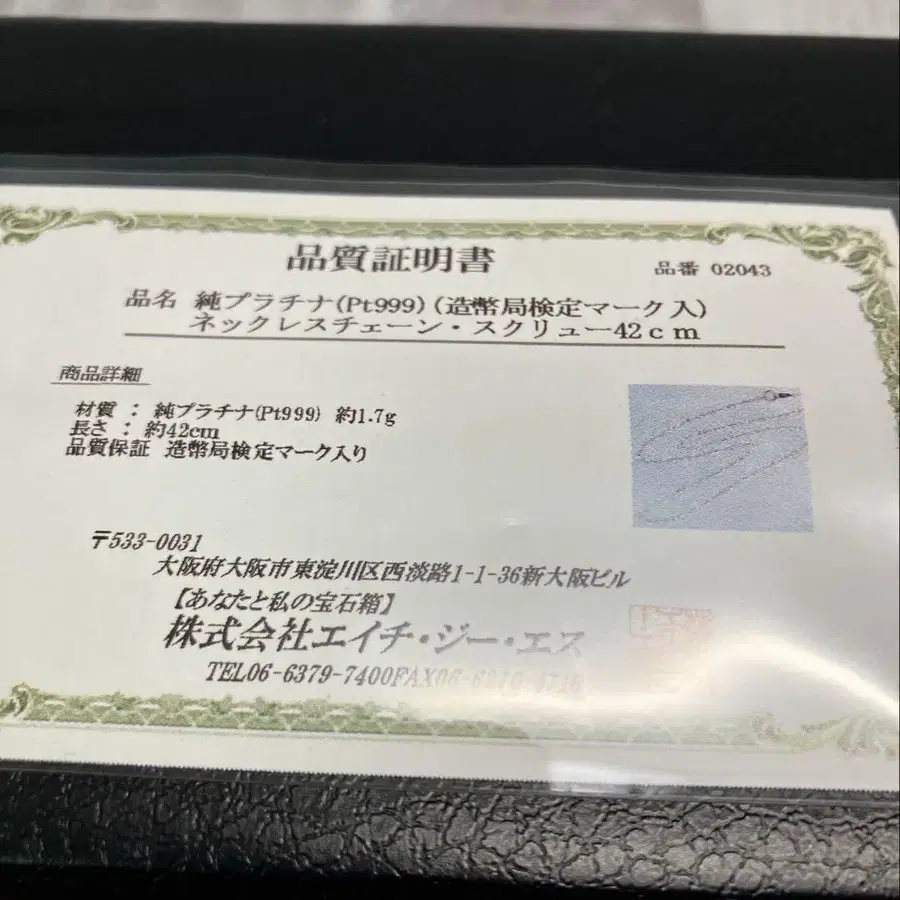 品質証明書
品番 02043
品名 純プラチナ(Pt999)(造幣局検定マーク入)
ネックレスチェーン・スクリュー42cm
商品詳細
材質 : 純プラチナ(Pt999) 約1.7g
長さ : 約42cm
品質保証 造幣局検定マーク入り
〒533-0031
大阪府大阪市東淀川区西淡路1-1-36新大阪ビル
【あなたと私の宝石箱】
株式会社エイチ・ジー・エス
TEL06-6379-7400FAX06-